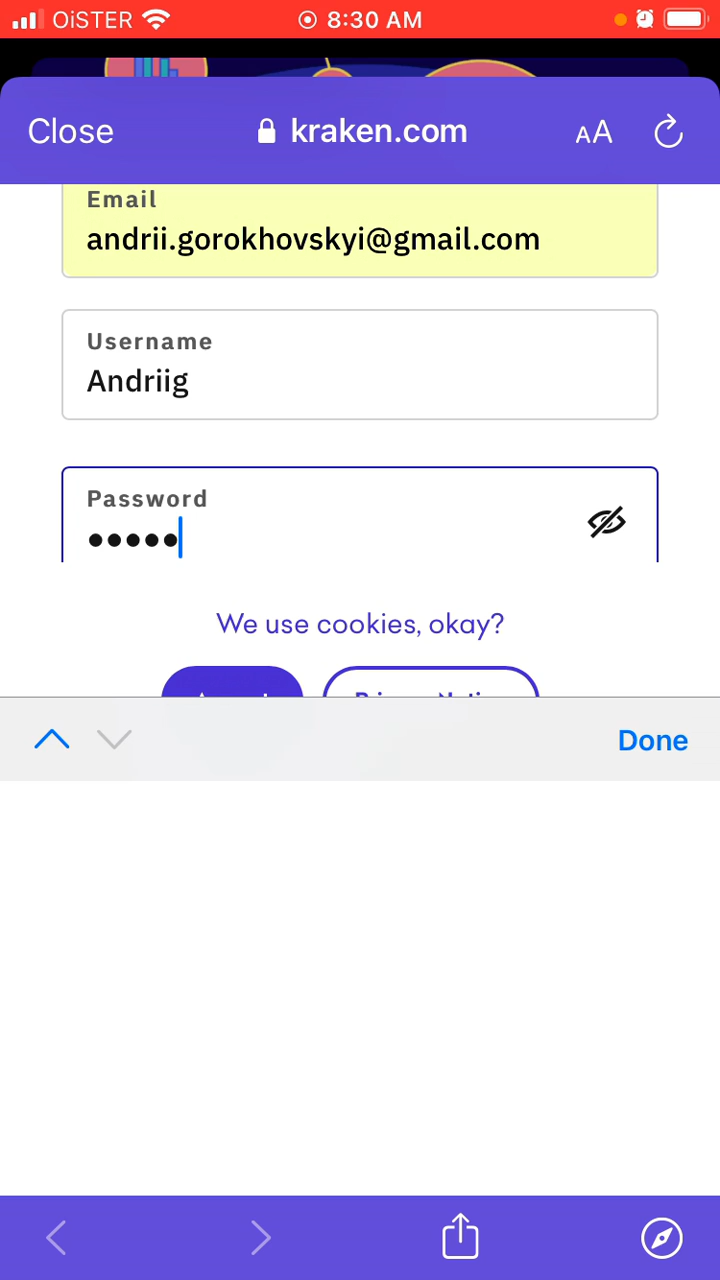 OiSTER
8:30 AM
Close
kraken.com
AA
Email
andrii.gorokhovskyi@gmail.com
Username
Andriig
Password
•••••
We use cookies, okay?
Done